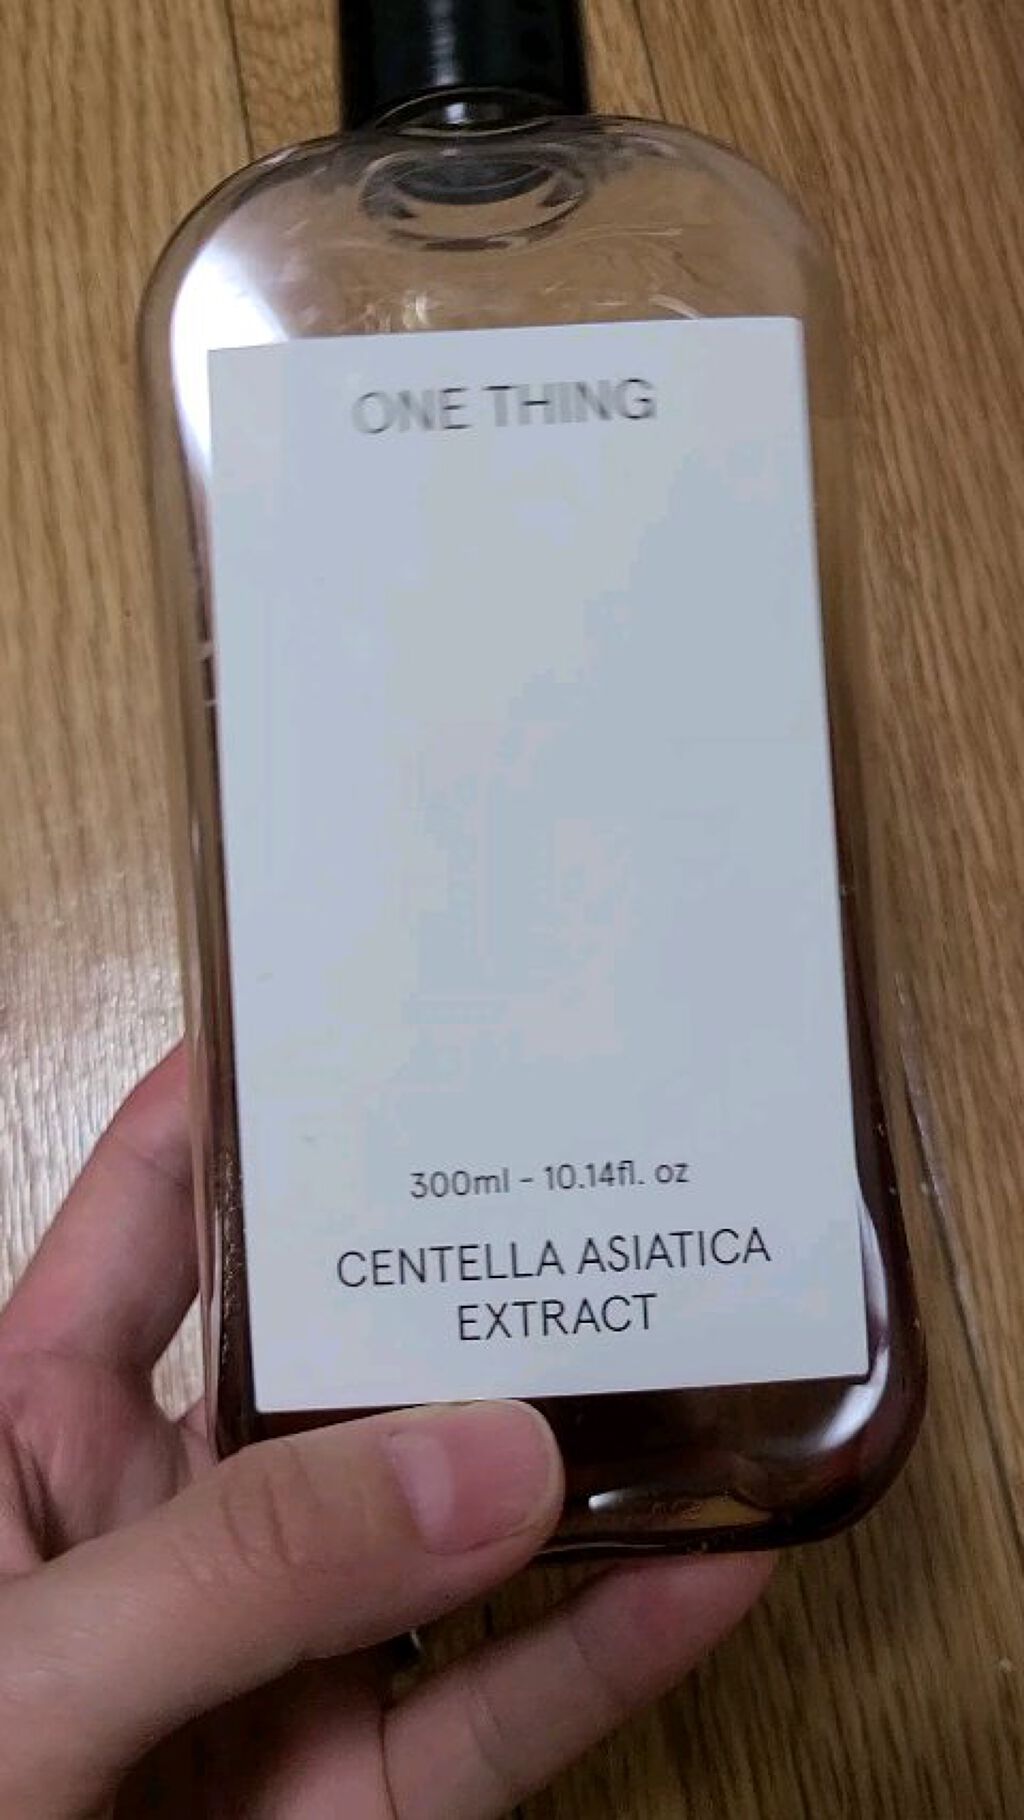 ONE THING
300ml - 10.14fl. oz
CENTELLA ASIATICA
EXTRACT